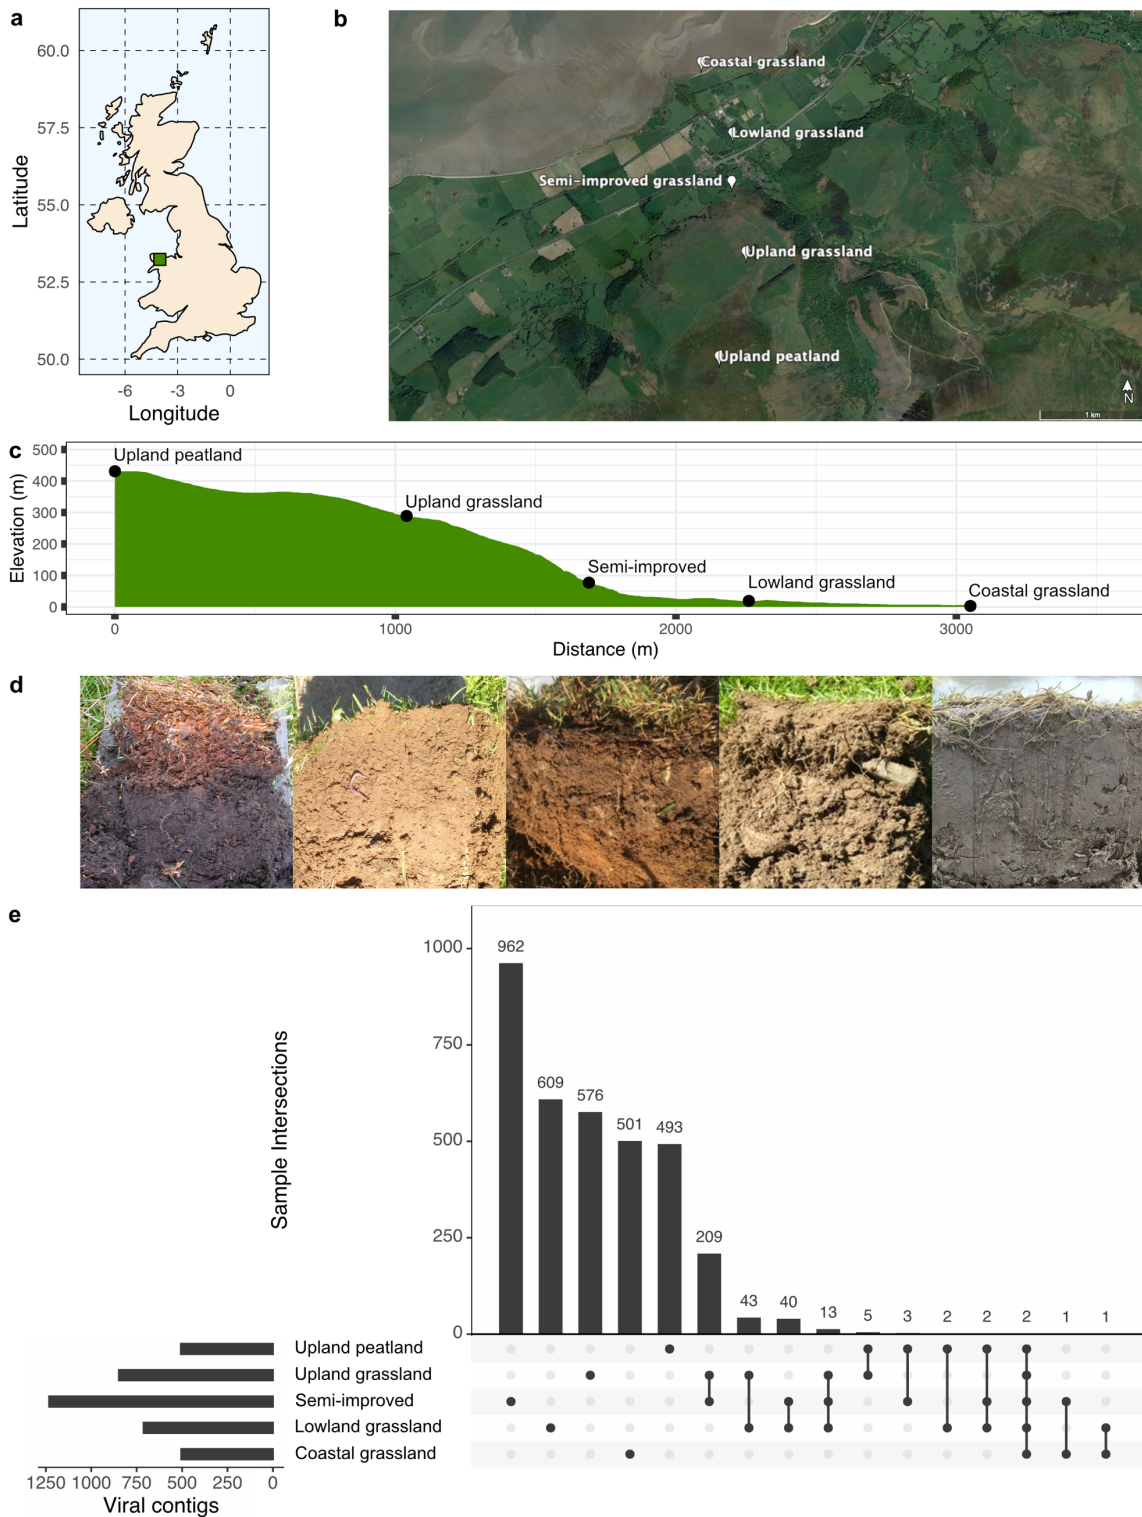 a
60.0
57.5
55.0
52.5
50.0
Latitude
-6 -3 0
Longitude
b
Coastal grassland
Lowland grassland
Semi-improved grassland
Upland grassland
Upland peatland
N
1 km
c
500
400
300
200
100
0
Elevation (m)
Upland peatland
Upland grassland
Semi-improved
Lowland grassland
Coastal grassland
0 1000 2000 3000
Distance (m)
d
e
1000
750
500
250
0
Sample Intersections
962
609
576
501
493
209
43
40
13
5
3
2
2
2
1
1
Upland peatland
Upland grassland
Semi-improved
Lowland grassland
Coastal grassland
1250 1000 750 500 250 0
Viral contigs